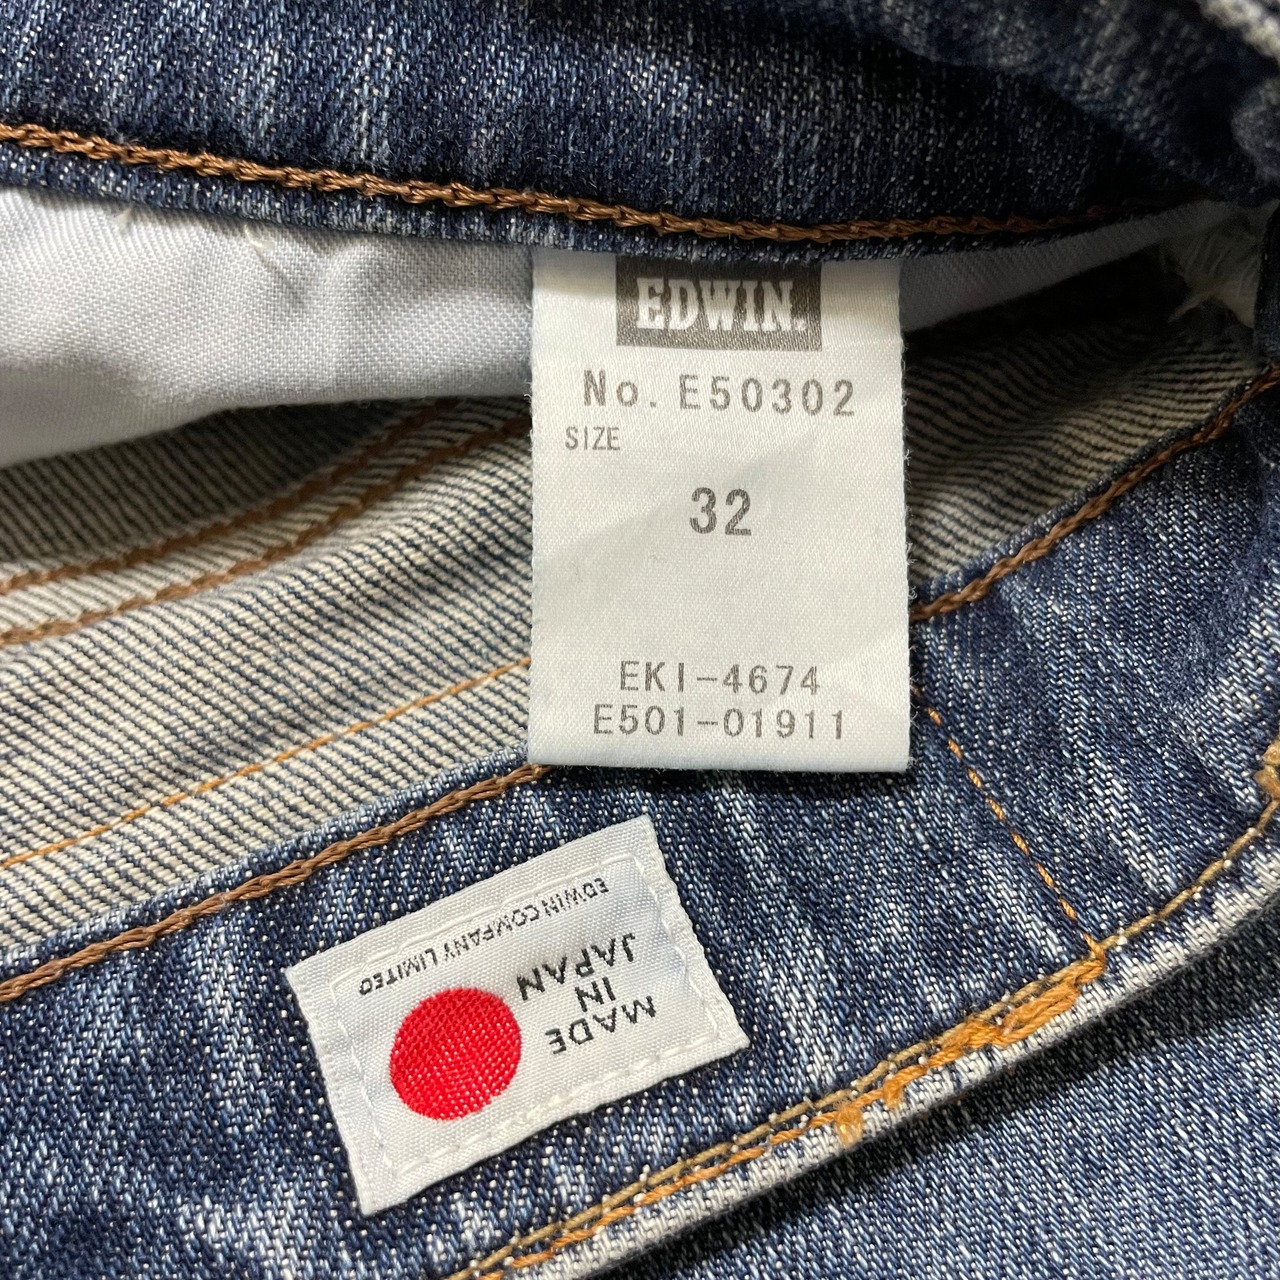 EDWIN.
No. E50302
SIZE
32
EKI-4674
E501-01911
MADE
IN
JAPAN
EDWIN COMPANY LIMITED